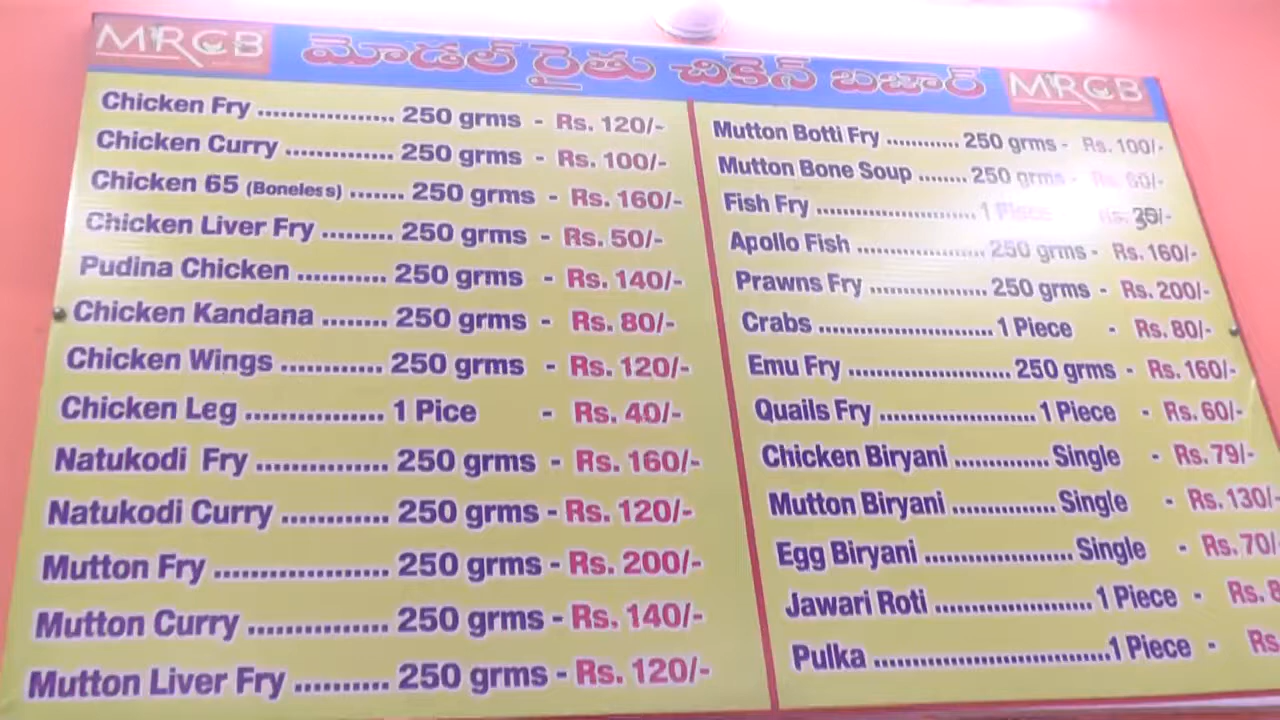 MRCB మోడల్ రైతు చికెన్ బజార్ MRCB
Chicken Fry .................. 250 grms - Rs. 120/-
Chicken Curry .............. 250 grms - Rs. 100/-
Chicken 65 (Boneless) ....... 250 grms - Rs. 160/-
Chicken Liver Fry ......... 250 grms - Rs. 50/-
Pudina Chicken ........... 250 grms - Rs. 140/-
Chicken Kandana ........ 250 grms - Rs. 80/-
Chicken Wings ............ 250 grms - Rs. 120/-
Chicken Leg ................ 1 Pice - Rs. 40/-
Natukodi Fry ............... 250 grms - Rs. 160/-
Natukodi Curry ............ 250 grms - Rs. 120/-
Mutton Fry .................. 250 grms - Rs. 200/-
Mutton Curry ............... 250 grms - Rs. 140/-
Mutton Liver Fry .......... 250 grms - Rs. 120/-
Mutton Botti Fry ............ 250 grms - Rs. 100/-
Mutton Bone Soup ........ 250 grms - Rs. /-
Fish Fry .......................... 1 Piece Rs. /-
Apollo Fish ..................... 250 grms - Rs. 160/-
Prawns Fry ................... 250 grms - Rs. 200/-
Crabs ............................ 1 Piece - Rs. 80/-
Emu Fry .......................... 250 grms - Rs. 160/-
Quails Fry ......................... 1 Piece - Rs. 60/-
Chicken Biryani .............. Single - Rs. 79/-
Mutton Biryani ............... Single - Rs. 130/-
Egg Biryani ..................... Single - Rs. 70/-
Jawari Roti ...................... 1 Piece - Rs. 8
Pulka ................................ 1 Piece - Rs